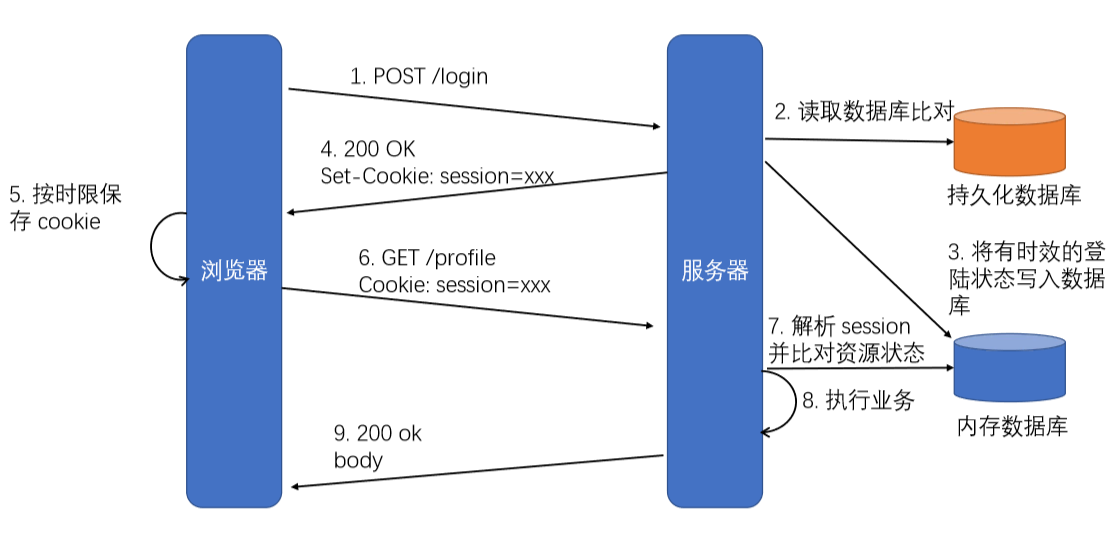 1. POST /login
2. 读取数据库比对
持久化数据库
4. 200 OK
Set-Cookie: session=xxx
5. 按时限保
存 cookie
浏览器
服务器
3. 将有时效的登
陆状态写入数据
库
6. GET /profile
Cookie: session=xxx
7. 解析 session
并比对资源状态
8. 执行业务
内存数据库
9. 200 ok
body